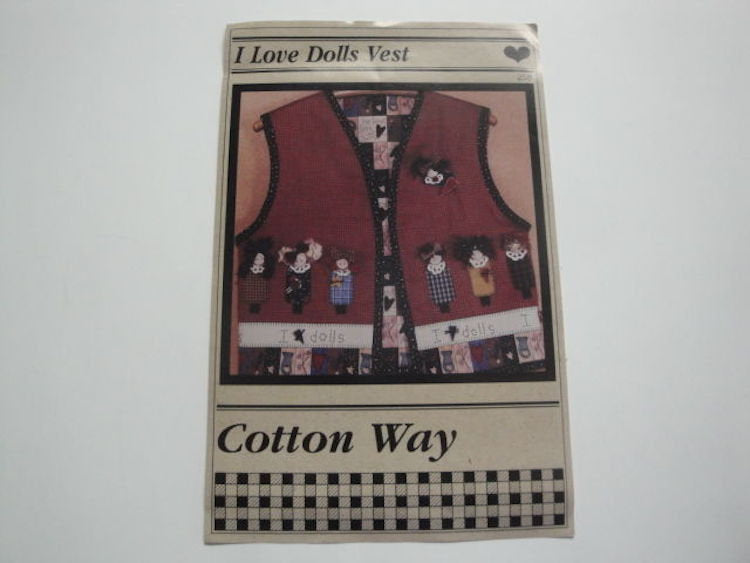 I Love Dolls Vest
I dolls
I dolls I
Cotton Way